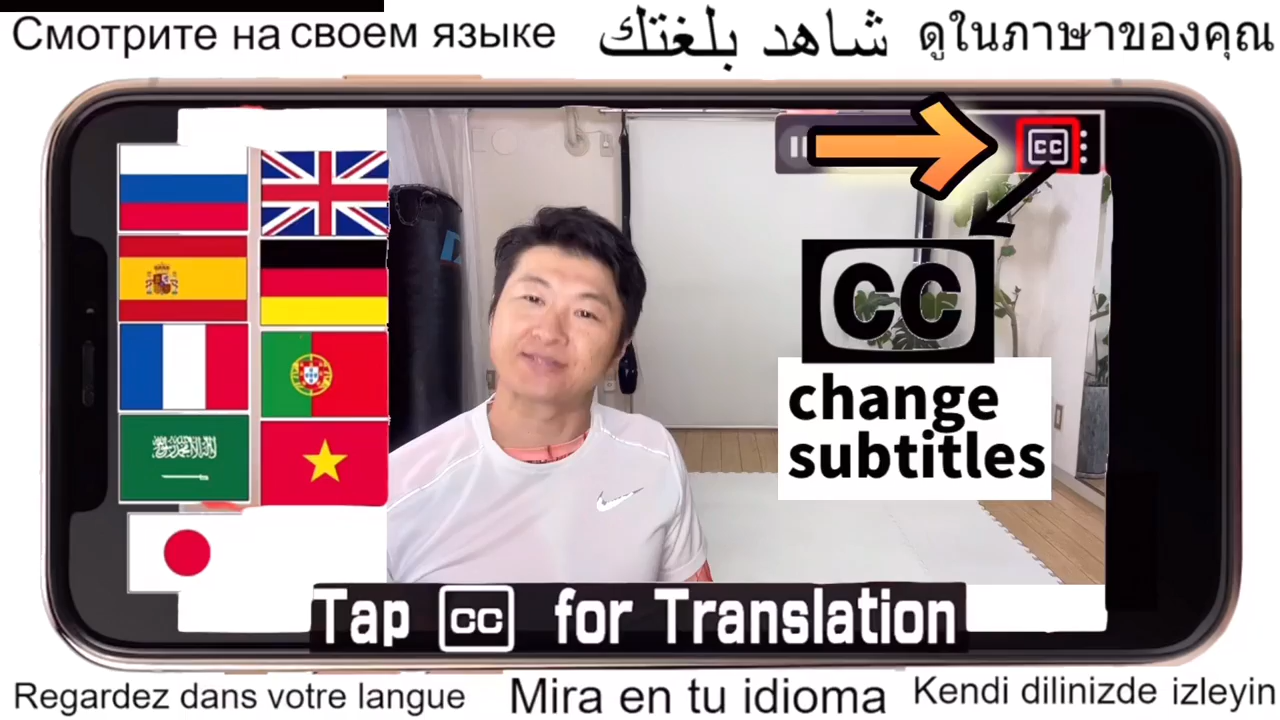 Смотрите на своем языке
شاهد بلغتك
ดูในภาษาของคุณ
CC
CC
change
subtitles
Tap CC for Translation
Regardez dans votre langue
Mira en tu idioma
Kendi dilinizde izleyin